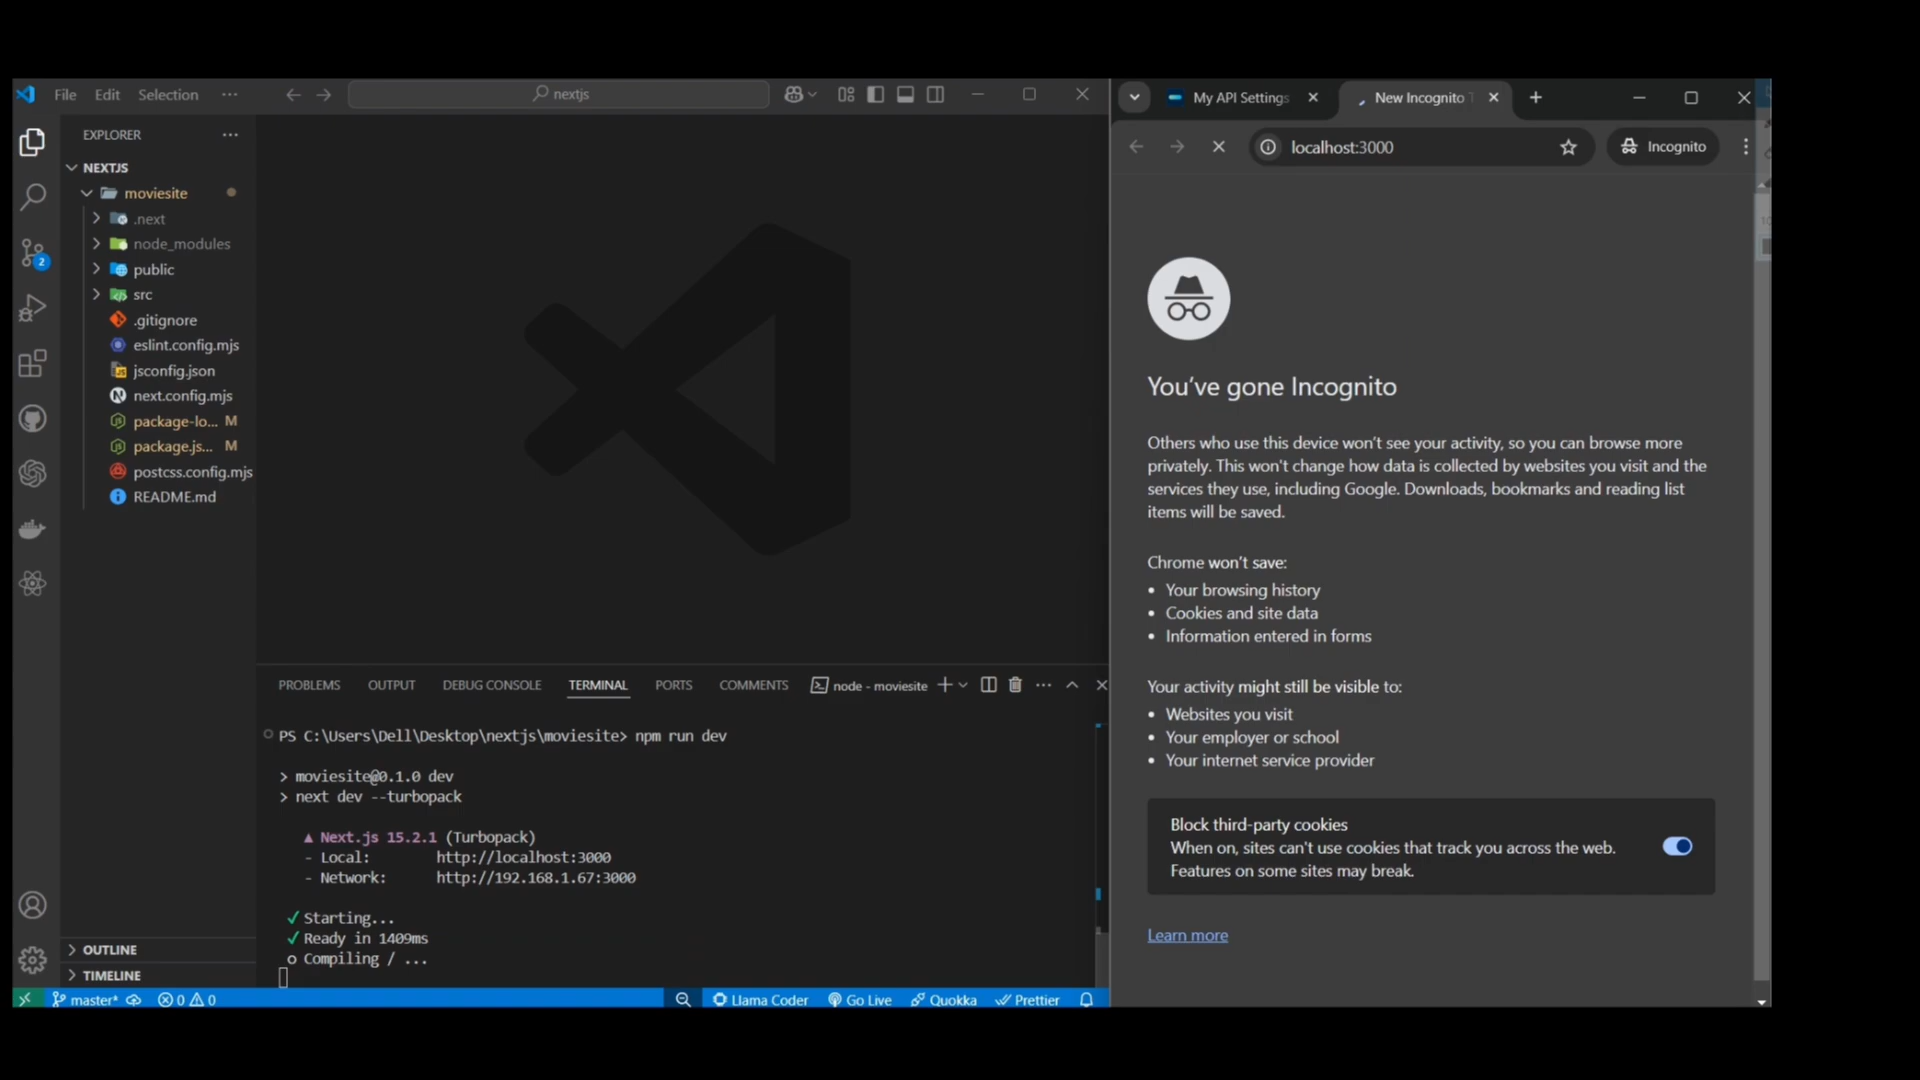 File Edit Selection ···
nextjs
EXPLORER ···
NEXTJS
moviesite
.next
node_modules
public
src
.gitignore
eslint.config.mjs
jsconfig.json
next.config.mjs
package-lo... M
package.js... M
postcss.config.mjs
README.md
OUTLINE
TIMELINE
2
PROBLEMS OUTPUT DEBUG CONSOLE TERMINAL PORTS COMMENTS node - moviesite
PS C:\Users\Dell\Desktop\nextjs\moviesite> npm run dev
> moviesite@0.1.0 dev
> next dev --turbopack
▲ Next.js 15.2.1 (Turbopack)
- Local: http://localhost:3000
- Network: http://192.168.1.67:3000
✓ Starting...
✓ Ready in 1409ms
○ Compiling / ...
master* 0 0 Llama Coder Go Live Quokka Prettier
My API Settings New Incognito
localhost:3000 Incognito
You've gone Incognito
Others who use this device won't see your activity, so you can browse more
privately. This won't change how data is collected by websites you visit and the
services they use, including Google. Downloads, bookmarks and reading list
items will be saved.
Chrome won't save:
• Your browsing history
• Cookies and site data
• Information entered in forms
Your activity might still be visible to:
• Websites you visit
• Your employer or school
• Your internet service provider
Block third-party cookies
When on, sites can't use cookies that track you across the web.
Features on some sites may break.
Learn more